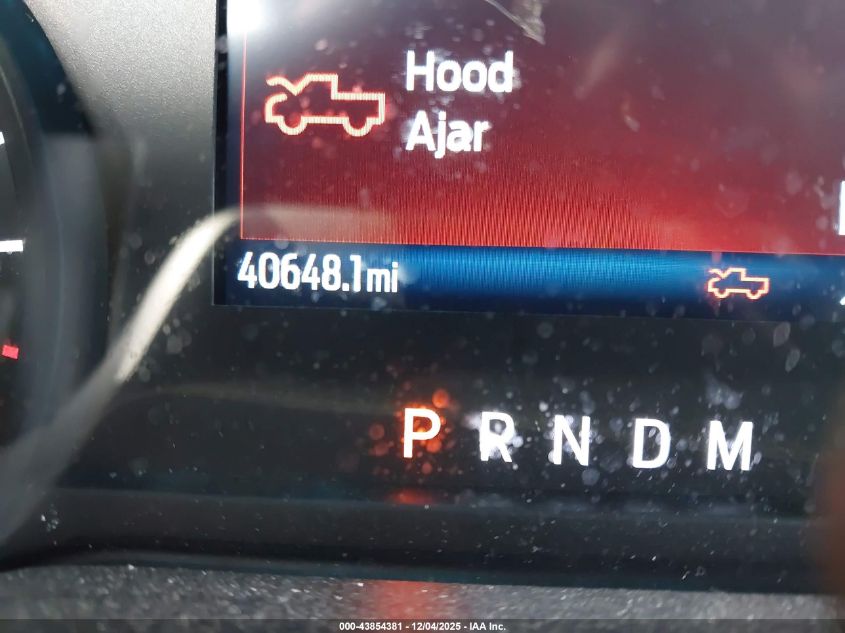 Hood
Ajar
40648.1mi
P R N D M
000-43854381 - 12/04/2025 - IAA Inc.